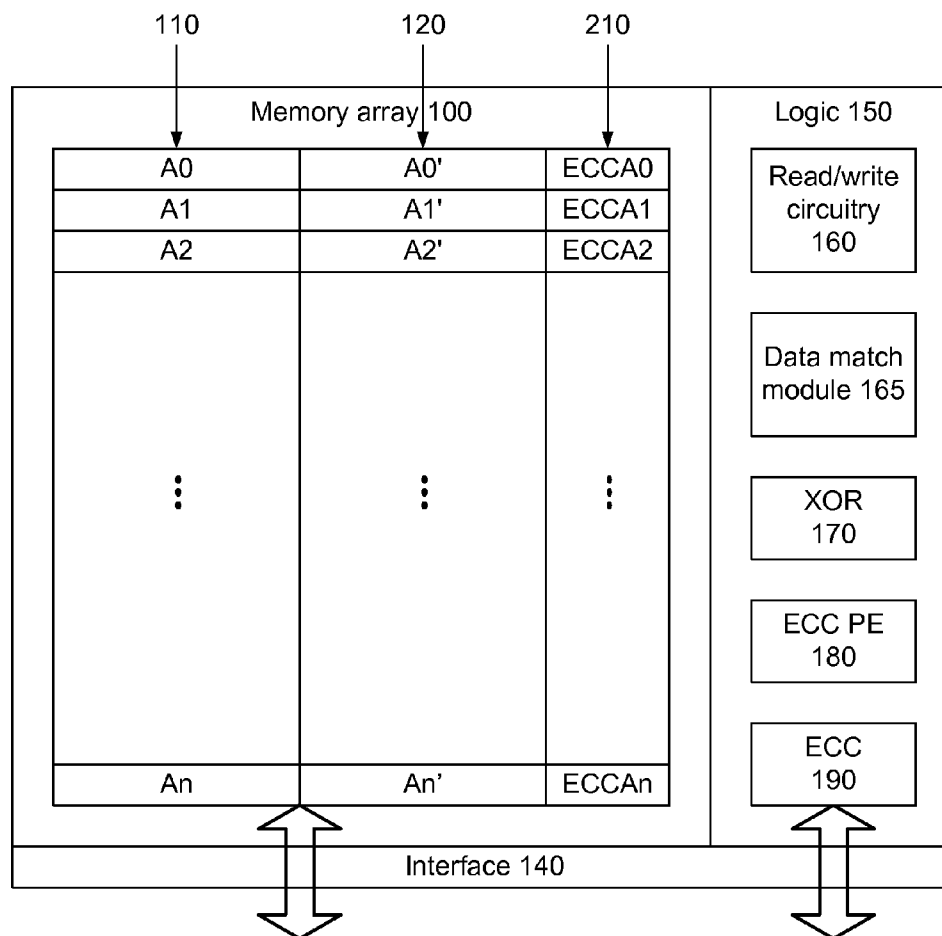 110 120 210
Memory array 100
Logic 150
A0 A0' ECCA0
A1 A1' ECCA1
A2 A2' ECCA2
An An’ ECCAn
Read/write
circuitry
160
Data match
module 165
XOR
170
ECC PE
180
ECC
190
Interface 140